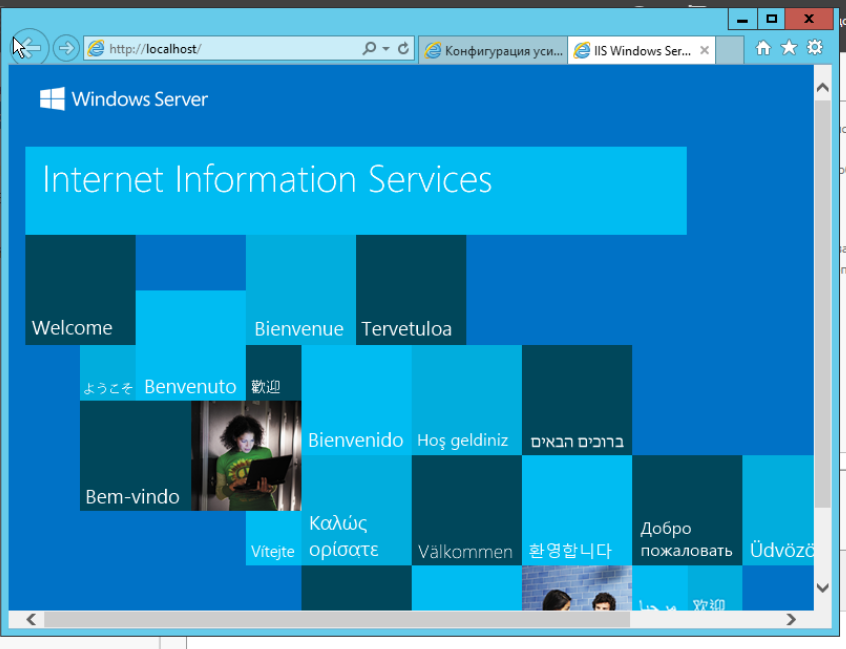 http://localhost/
Конфигурация уси...
IIS Windows Ser...
Windows Server
Internet Information Services
Welcome
Bienvenue
Tervetuloa
ようこそ
Benvenuto
歡迎
Bienvenido
Hoş geldiniz
ברוכים הבאים
Bem-vindo
Vítejte
Καλώς
ορίσατε
Välkommen
환영합니다
Добро
пожаловать
Üdvözö
欢迎